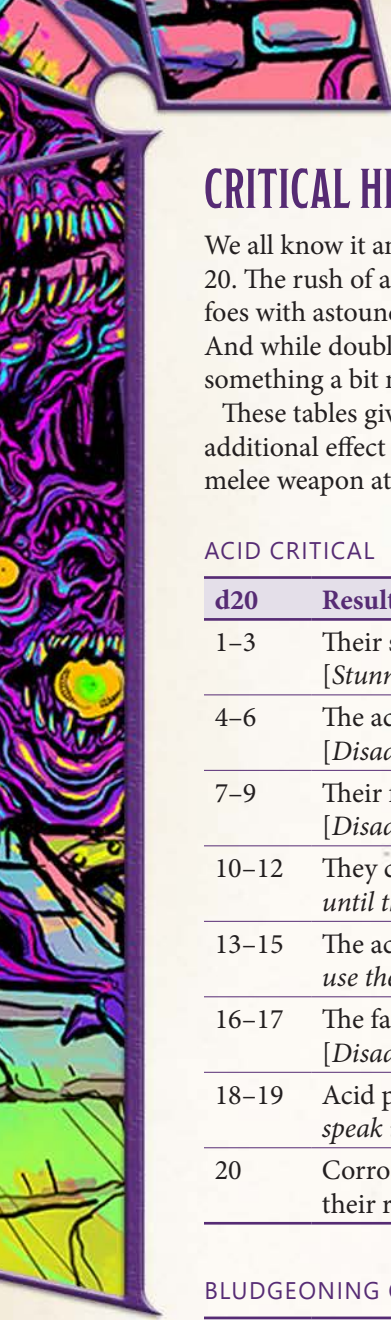 CRITICAL HI
We all know it an
20. The rush of a
foes with astound
And while doubl
something a bit m
These tables giv
additional effect
melee weapon at
ACID CRITICAL
d20 Result
1–3 Their s
[Stunn
4–6 The ac
[Disad
7–9 Their r
[Disad
10–12 They c
until th
13–15 The ac
use the
16–17 The fa
[Disad
18–19 Acid p
speak
20 Corro
their r
BLUDGEONING C